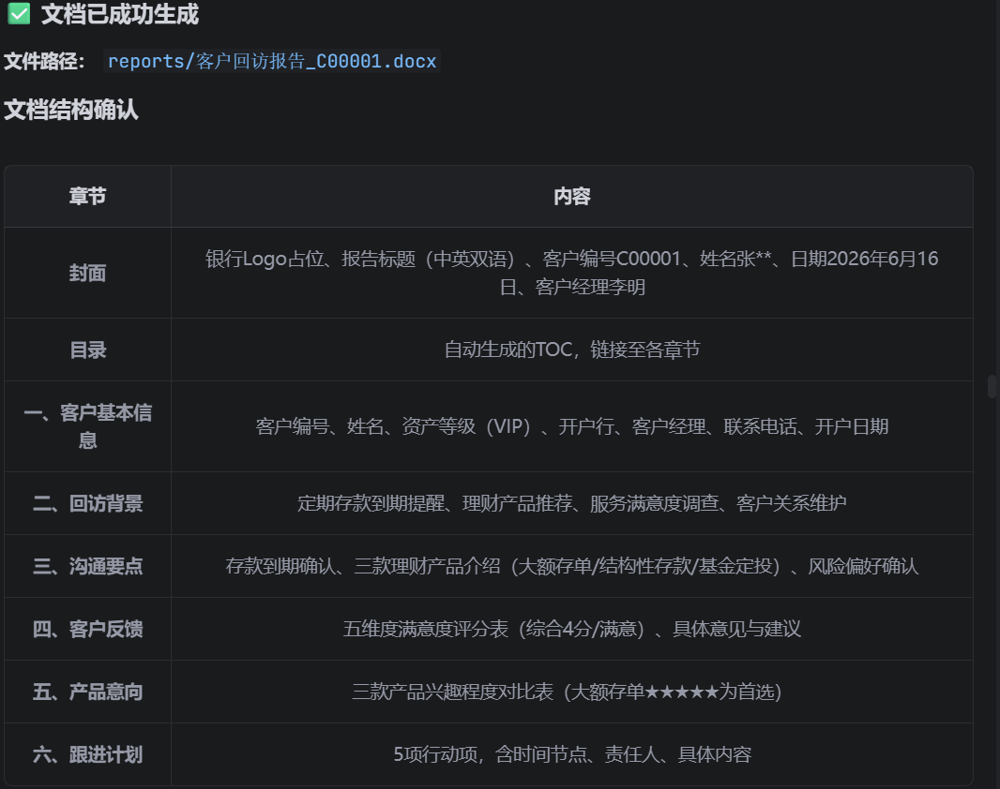 ✅ 文档已成功生成
文件路径： reports/客户回访报告_C00001.docx
文档结构确认
章节 内容
封面 银行Logo占位、报告标题（中英双语）、客户编号C00001、姓名张**、日期2026年6月16
日、客户经理李明
目录 自动生成的TOC，链接至各章节
一、客户基本信
息 客户编号、姓名、资产等级（VIP）、开户行、客户经理、联系电话、开户日期
二、回访背景 定期存款到期提醒、理财产品推荐、服务满意度调查、客户关系维护
三、沟通要点 存款到期确认、三款理财产品介绍（大额存单/结构性存款/基金定投）、风险偏好确认
四、客户反馈 五维度满意度评分表（综合4分/满意）、具体意见与建议
五、产品意向 三款产品兴趣程度对比表（大额存单★★★★★为首选）
六、跟进计划 5项行动项，含时间节点、责任人、具体内容